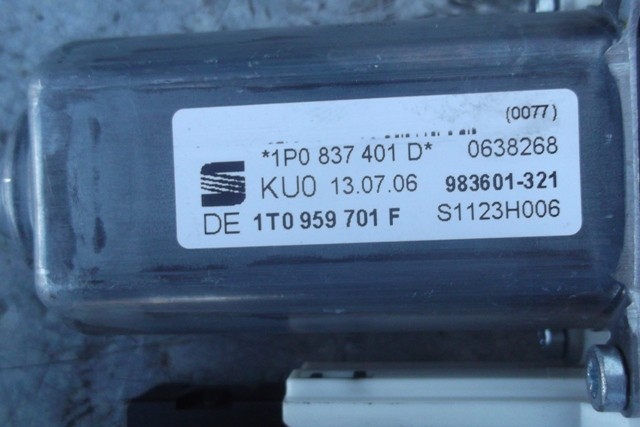 (0077)
*1P0 837 401 D* 0638268
KU0 13.07.06 983601-321
DE 1T0 959 701 F S1123H006